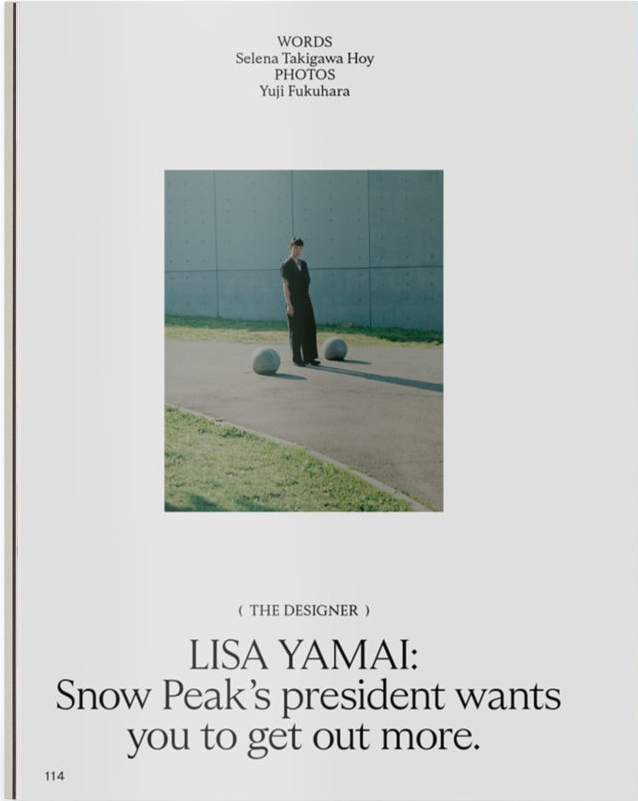 WORDS
Selena Takigawa Hoy
PHOTOS
Yuji Fukuhara
( THE DESIGNER )
LISA YAMAI:
Snow Peak’s president wants
you to get out more.
114